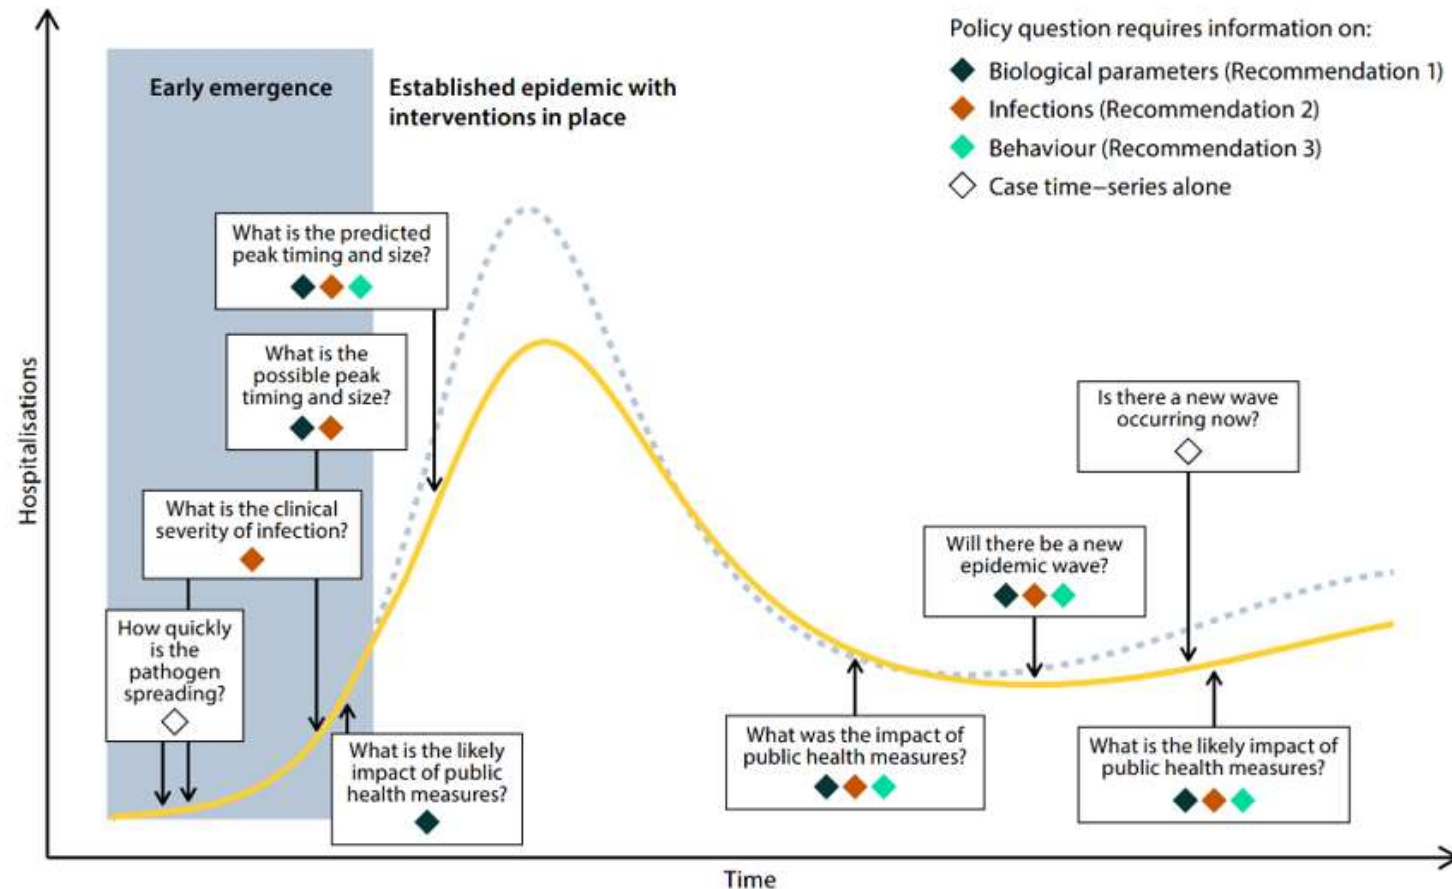 Policy question requires information on:
Biological parameters (Recommendation 1)
Infections (Recommendation 2)
Behaviour (Recommendation 3)
Case time−series alone
Early emergence
Established epidemic with
interventions in place
What is the predicted
peak timing and size?
What is the
possible peak
timing and size?
What is the clinical
severity of infection?
How quickly
is the
pathogen
spreading?
What is the likely
impact of public
health measures?
What was the impact of
public health measures?
Will there be a new
epidemic wave?
Is there a new wave
occurring now?
What is the likely impact of
public health measures?
Hospitalisations
Time